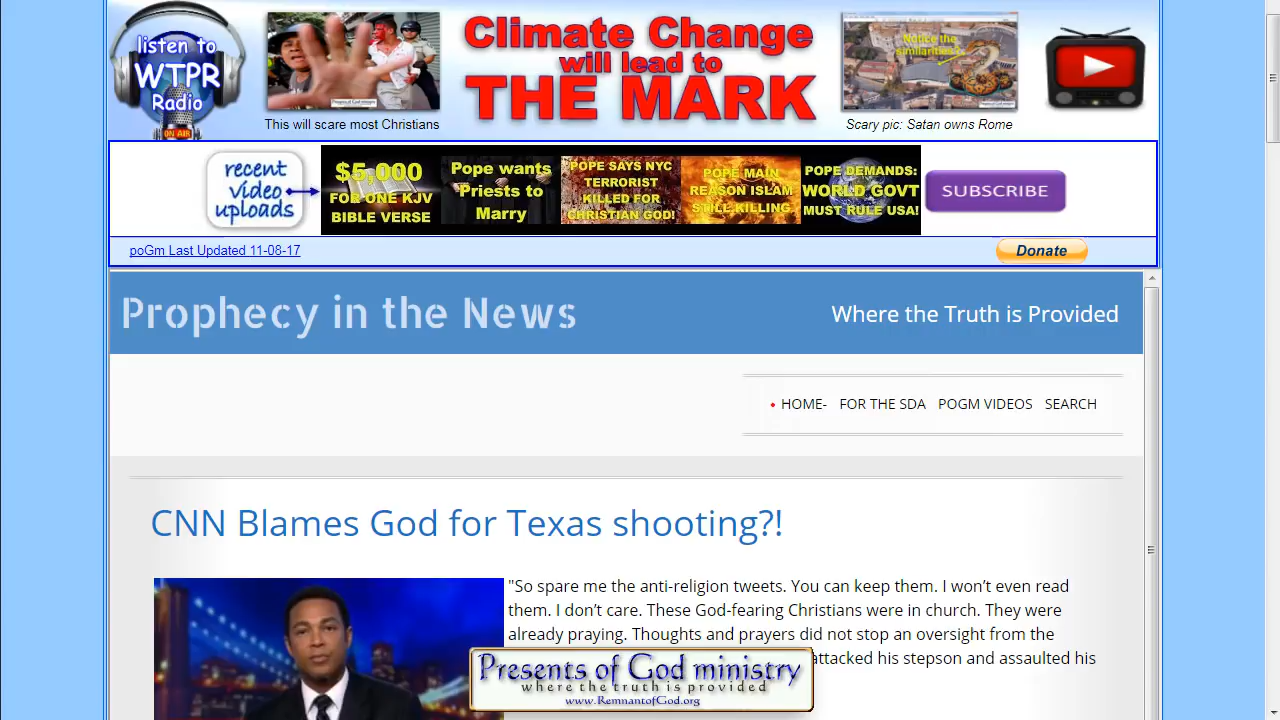 listen to
WTPR
Radio
ON AIR
This will scare most Christians
Climate Change
will lead to
THE MARK
Notice the
similarities?
Scary pic: Satan owns Rome
recent
video
uploads
$5,000
FOR ONE KJV
BIBLE VERSE
Pope wants
Priests to
Marry
POPE SAYS NYC
TERRORIST
KILLED FOR
CHRISTIAN GOD!
POPE MAIN
REASON ISLAM
STILL KILLING.
POPE DEMANDS:
WORLD GOVT
MUST RULE USA!
SUBSCRIBE
poGm Last Updated 11-08-17
Donate
Prophecy in the News
Where the Truth is Provided
• HOME- FOR THE SDA POGM VIDEOS SEARCH
CNN Blames God for Texas shooting?!
"So spare me the anti-religion tweets. You can keep them. I won’t even read
them. I don’t care. These God-fearing Christians were in church. They were
already praying. Thoughts and prayers did not stop an oversight from the
attacked his stepson and assaulted his
Presents of God ministry
where the truth is provided
www.RemnantofGod.org